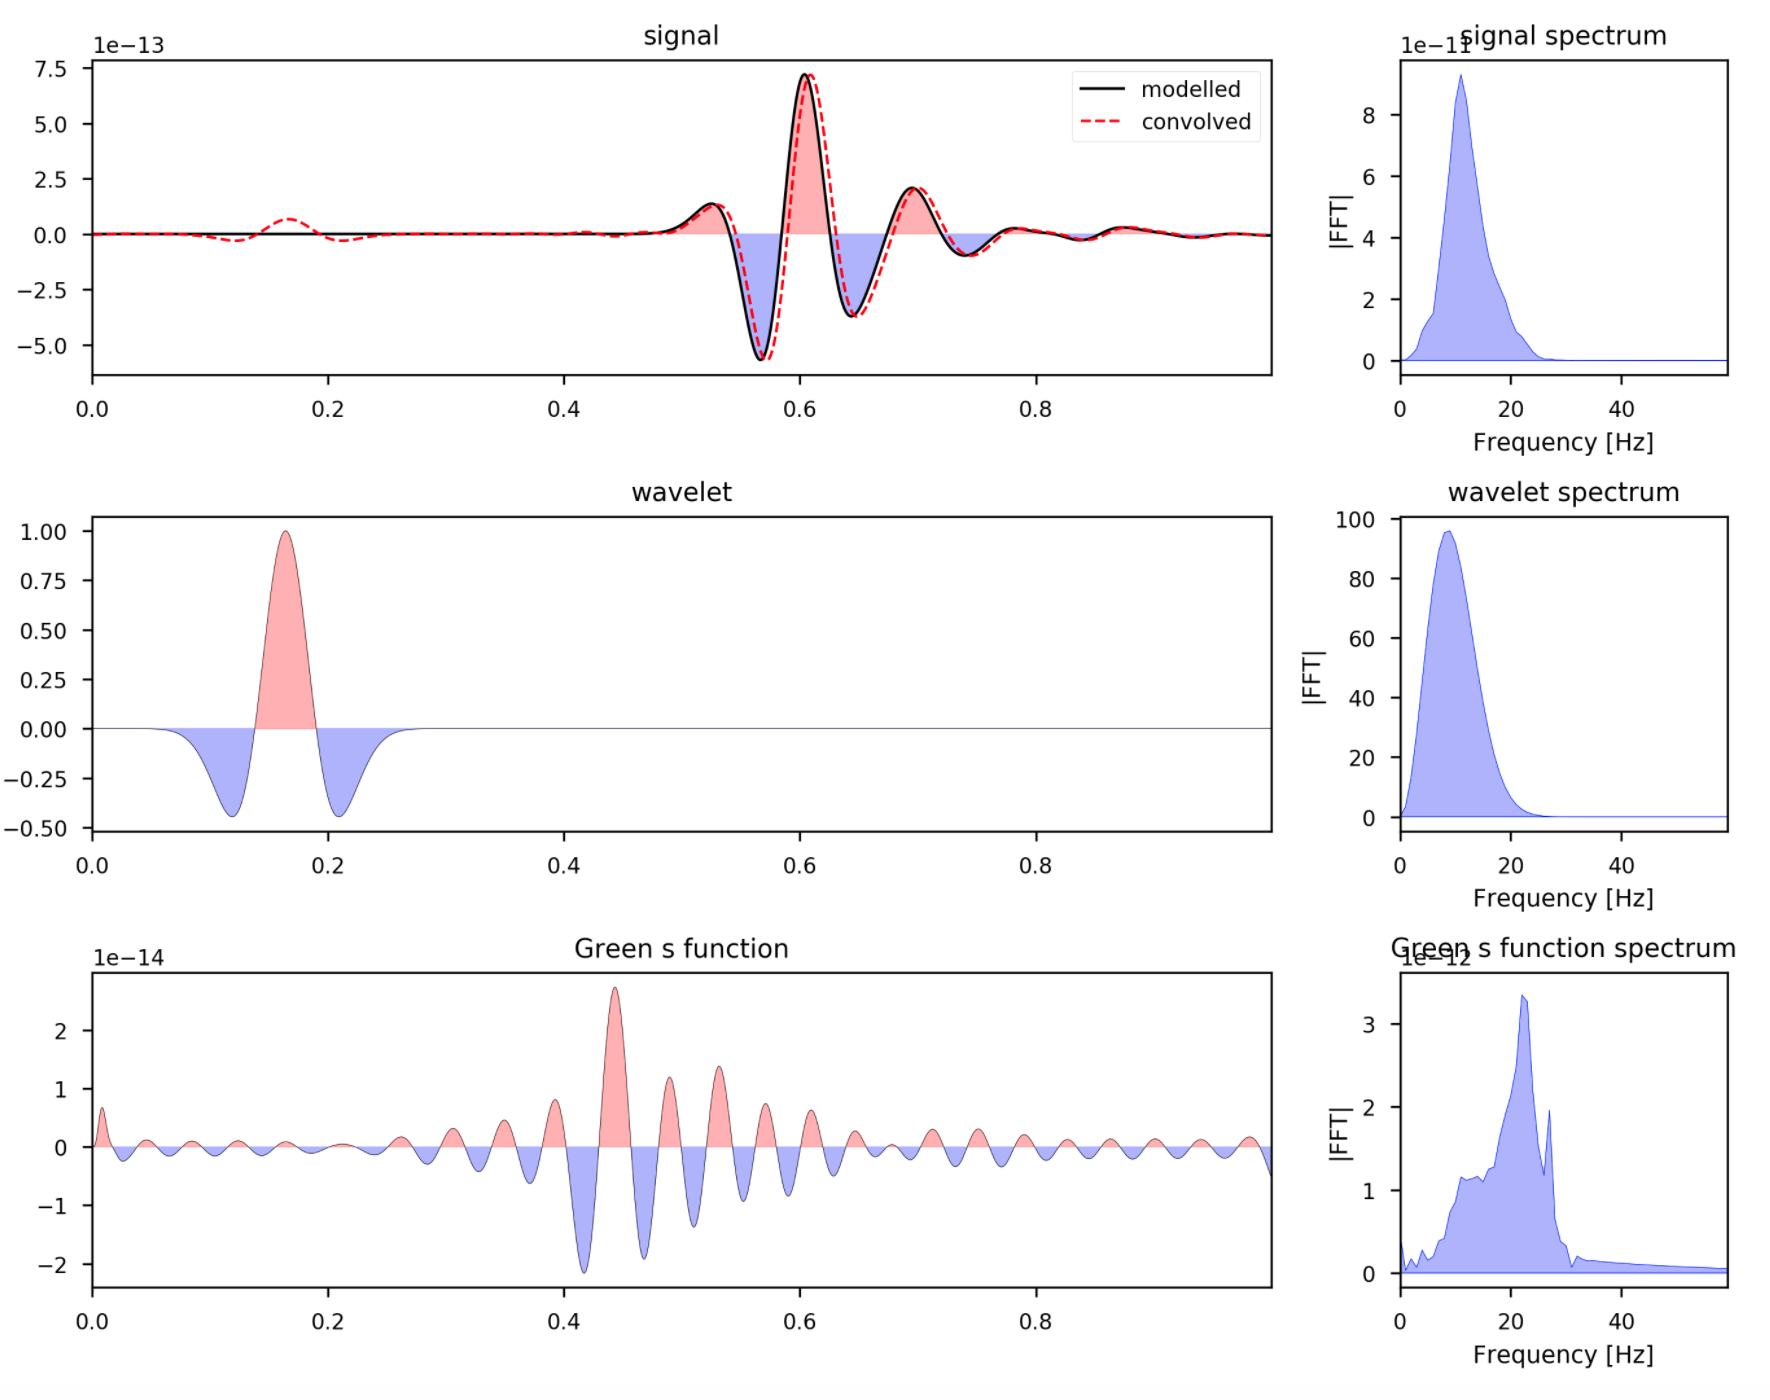 signal
1e−13
7.5
5.0
2.5
0.0
−2.5
−5.0
modelled
convolved
0.0 0.2 0.4 0.6 0.8
signal spectrum
1e−11
|FFT|
8
6
4
2
0
0 20 40
Frequency [Hz]
wavelet
1.00
0.75
0.50
0.25
0.00
−0.25
−0.50
0.0 0.2 0.4 0.6 0.8
wavelet spectrum
|FFT|
100
80
60
40
20
0
0 20 40
Frequency [Hz]
Green s function
1e−14
2
1
0
−1
−2
0.0 0.2 0.4 0.6 0.8
Green s function spectrum
1e−12
|FFT|
3
2
1
0
0 20 40
Frequency [Hz]